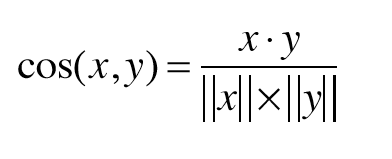 cos(x, y) = x · y / ||x|| × ||y||